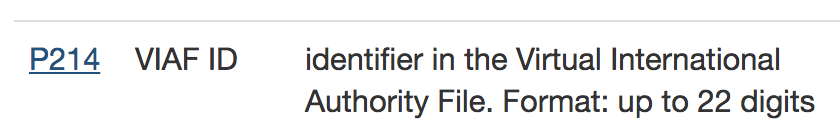 P214 VIAF ID identifier in the Virtual International
Authority File. Format: up to 22 digits